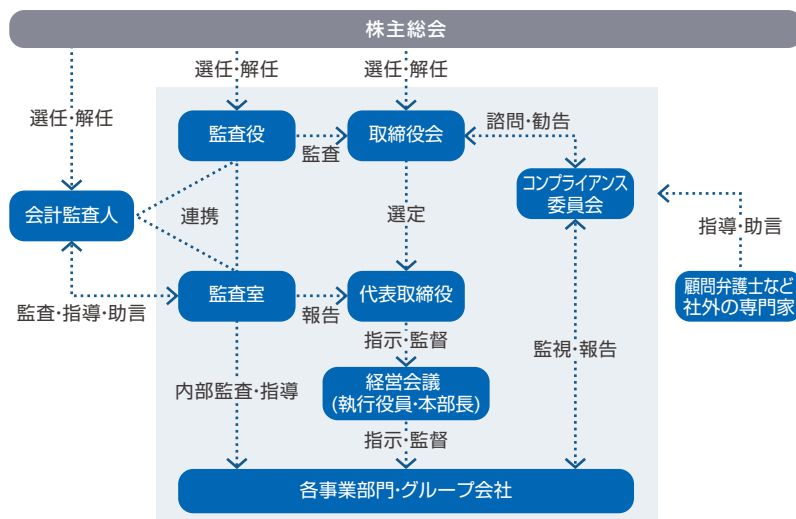 株主総会
選任・解任
選任・解任
選任・解任
監査役
監査
取締役会
諮問・勧告
コンプライアンス
委員会
会計監査人
連携
選定
指導・助言
監査室
報告
代表取締役
顧問弁護士など
社外の専門家
監査・指導・助言
指示・監督
監視・報告
内部監査・指導
経営会議
(執行役員・本部長)
指示・監督
各事業部門・グループ会社